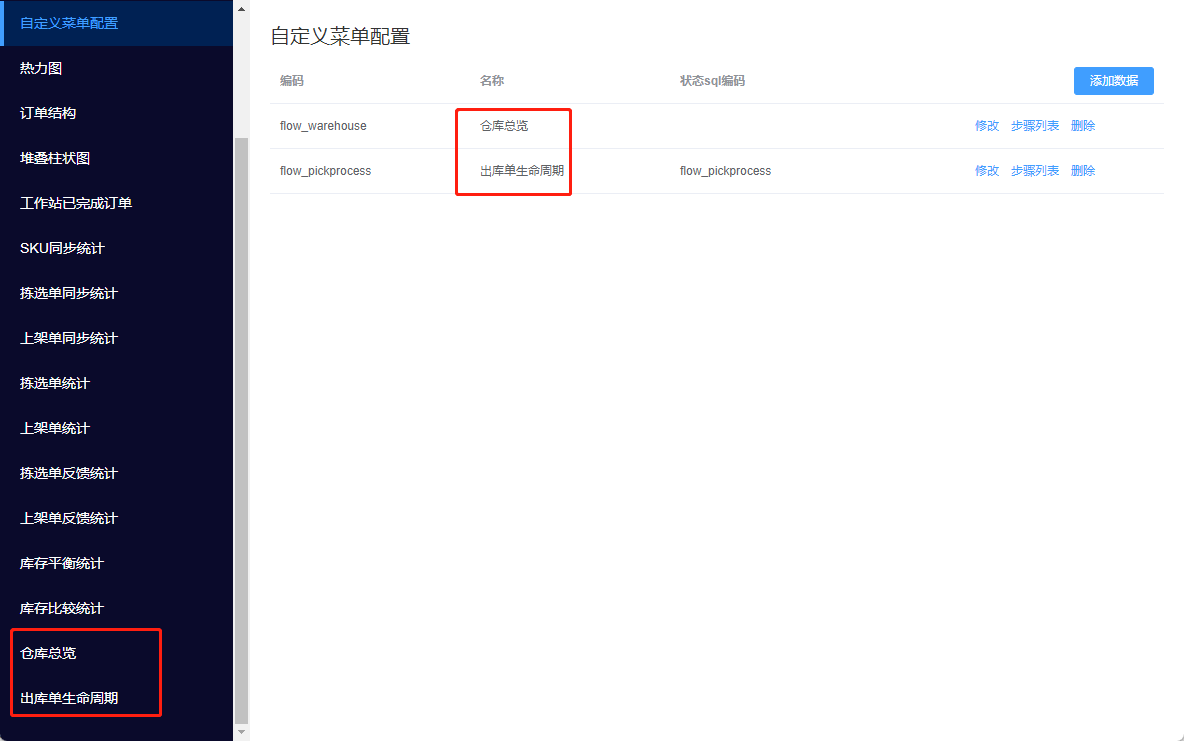 自定义菜单配置
热力图
订单结构
堆叠柱状图
工作站已完成订单
SKU同步统计
拣选单同步统计
上架单同步统计
拣选单统计
上架单统计
拣选单反馈统计
上架单反馈统计
库存平衡统计
库存比较统计
仓库总览
出库单生命周期
自定义菜单配置
编码 名称 状态sql编码 添加数据
flow_warehouse 仓库总览 修改 步骤列表 删除
flow_pickprocess 出库单生命周期 flow_pickprocess 修改 步骤列表 删除